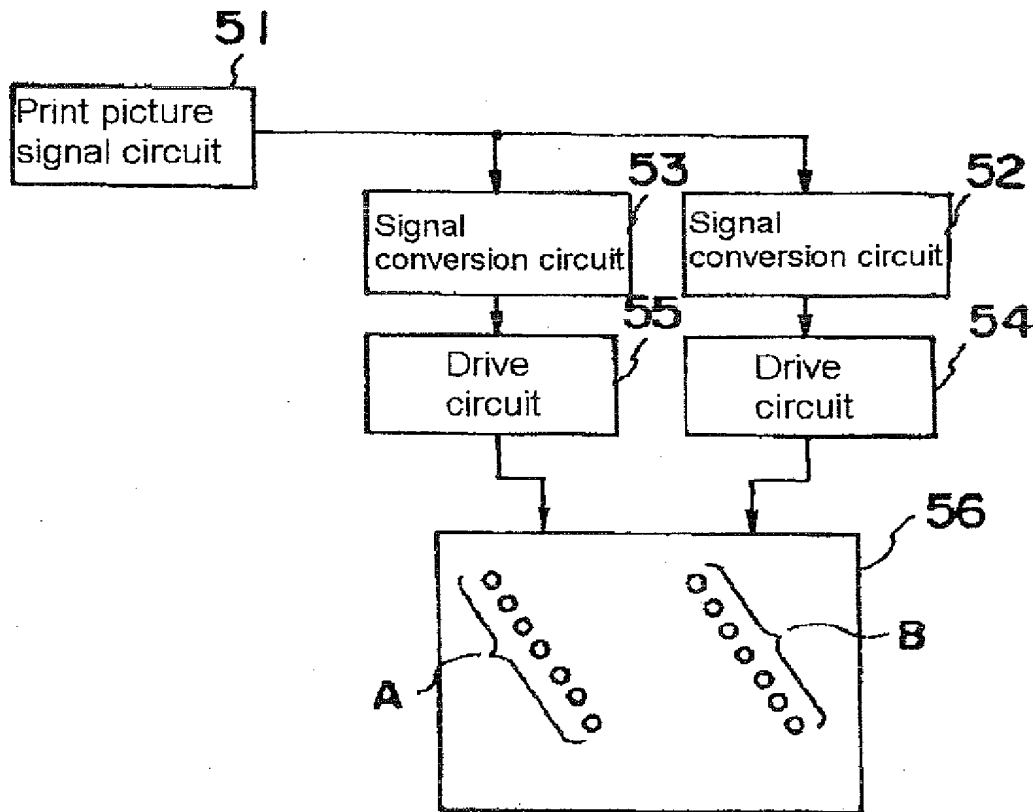 51
Print picture
signal circuit
53
52
Signal
conversion circuit
Signal
conversion circuit
55
54
Drive
circuit
Drive
circuit
56
A
B